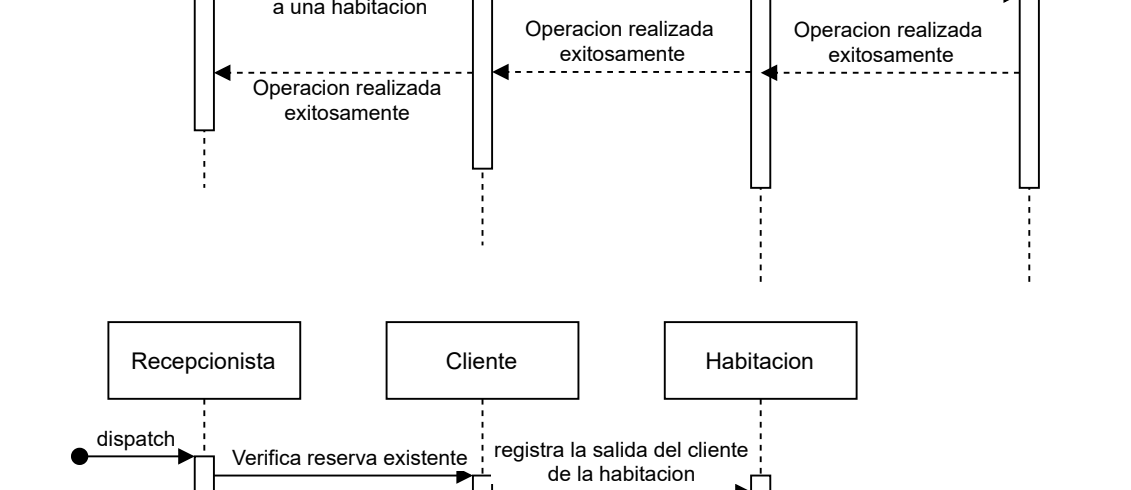 a una habitacion
Operacion realizada
exitosamente
Operacion realizada
exitosamente
Operacion realizada
exitosamente
Recepcionista
Cliente
Habitacion
dispatch
Verifica reserva existente
registra la salida del cliente
de la habitacion